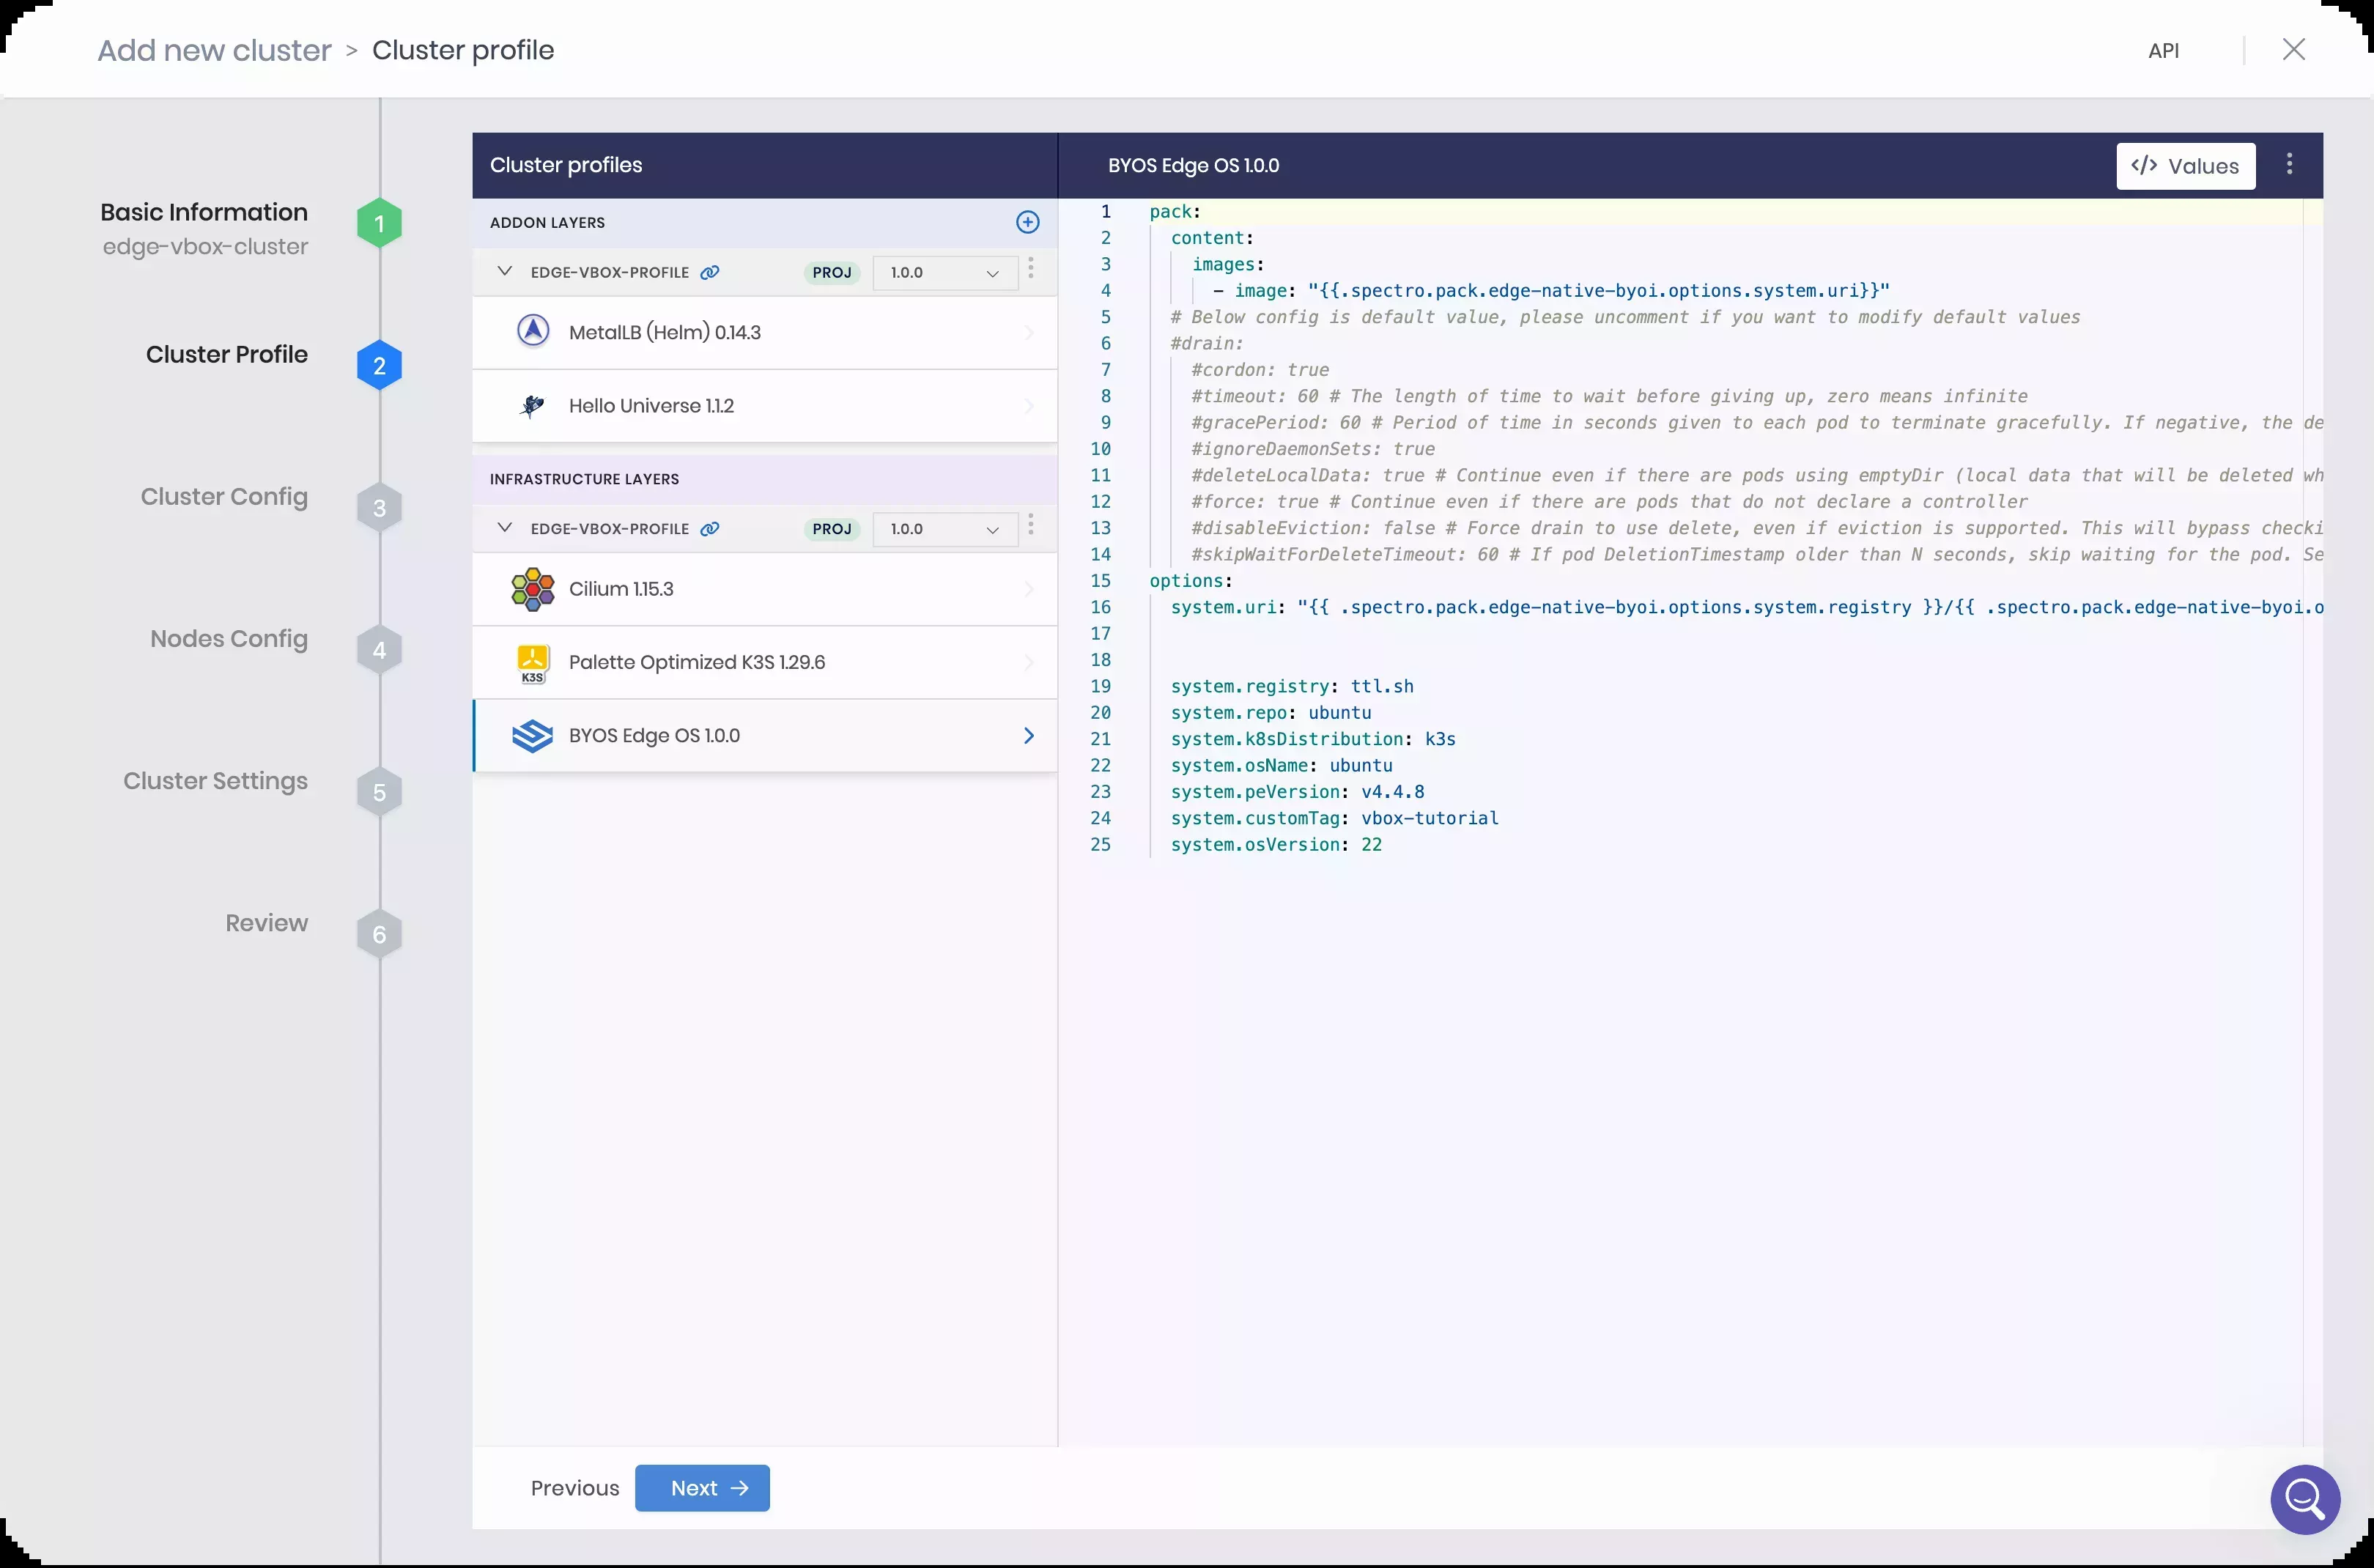 Add new cluster > Cluster profile
API
Basic Information
edge-vbox-cluster
1
Cluster Profile
2
Cluster Config
3
Nodes Config
4
Cluster Settings
5
Review
6
Cluster profiles
ADDON LAYERS
EDGE-VBOX-PROFILE PROJ 1.0.0
MetalLB (Helm) 0.14.3
Hello Universe 1.1.2
INFRASTRUCTURE LAYERS
EDGE-VBOX-PROFILE PROJ 1.0.0
Cilium 1.15.3
K3S
Palette Optimized K3S 1.29.6
BYOS Edge OS 1.0.0
Previous
Next →
BYOS Edge OS 1.0.0
</> Values
1 pack:
2 content:
3 images:
4 - image: "{{.spectro.pack.edge-native-byoi.options.system.uri}}"
5 # Below config is default value, please uncomment if you want to modify default values
6 #drain:
7 #cordon: true
8 #timeout: 60 # The length of time to wait before giving up, zero means infinite
9 #gracePeriod: 60 # Period of time in seconds given to each pod to terminate gracefully. If negative, the de
10 #ignoreDaemonSets: true
11 #deleteLocalData: true # Continue even if there are pods using emptyDir (local data that will be deleted wh
12 #force: true # Continue even if there are pods that do not declare a controller
13 #disableEviction: false # Force drain to use delete, even if eviction is supported. This will bypass checki
14 #skipWaitForDeleteTimeout: 60 # If pod DeletionTimestamp older than N seconds, skip waiting for the pod. Se
15 options:
16 system.uri: "{{ .spectro.pack.edge-native-byoi.options.system.registry }}/{{ .spectro.pack.edge-native-byoi.o
17
18
19 system.registry: ttl.sh
20 system.repo: ubuntu
21 system.k8sDistribution: k3s
22 system.osName: ubuntu
23 system.peVersion: v4.4.8
24 system.customTag: vbox-tutorial
25 system.osVersion: 22